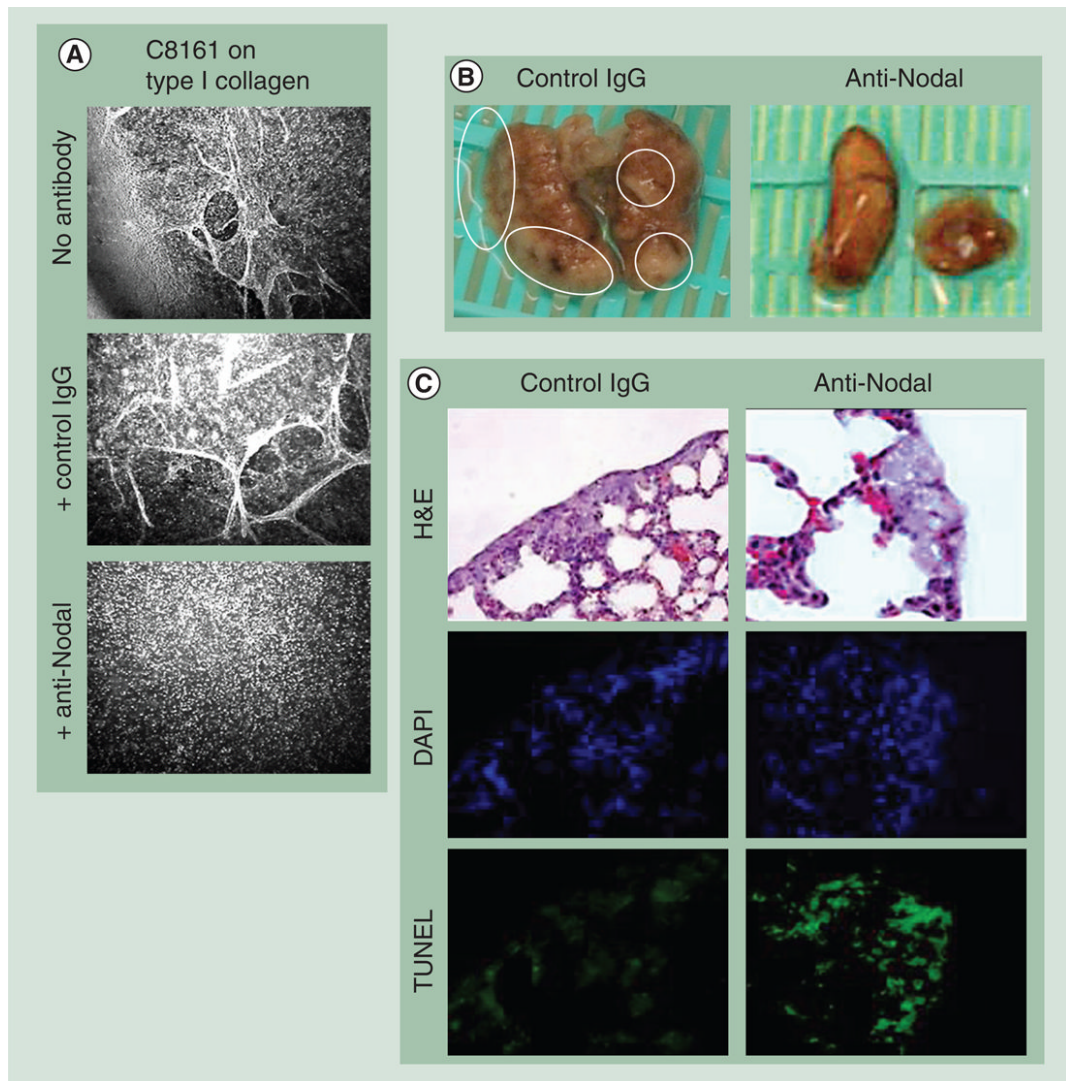 A
C8161 on
type I collagen
No antibody
+ control IgG
+ anti-Nodal
B
Control IgG
Anti-Nodal
C
Control IgG
Anti-Nodal
H&E
DAPI
TUNEL